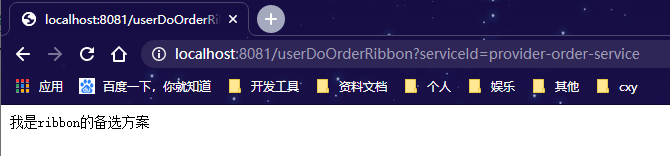 localhost:8081/userDoOrderRi
localhost:8081/userDoOrderRibbon?serviceId=provider-order-service
应用 百度一下，你就知道 开发工具 资料文档 个人 娱乐 其他 cxy
我是ribbon的备选方案